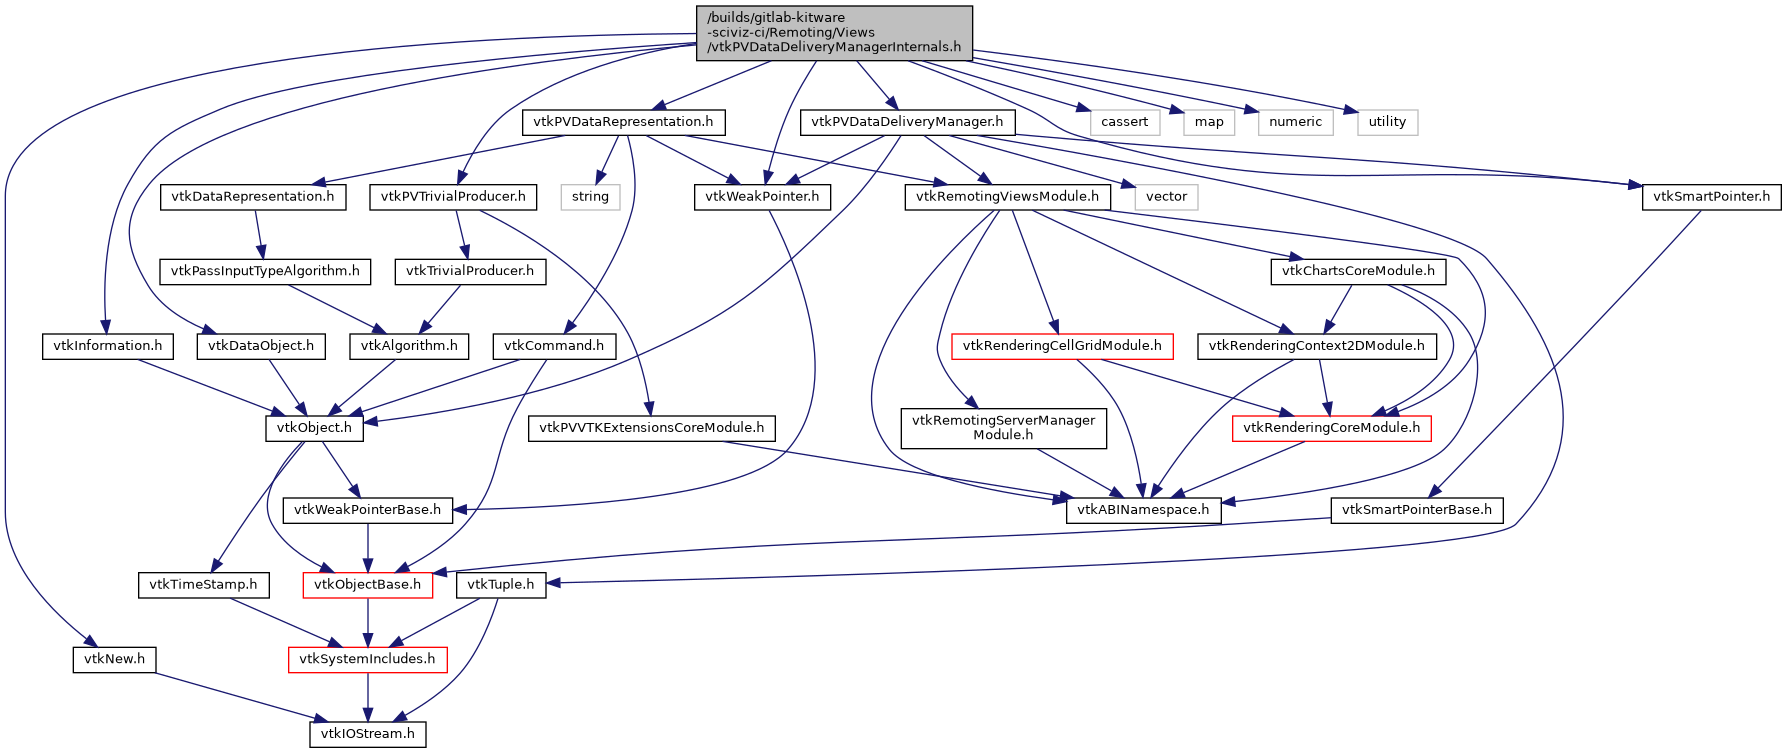 /builds/gitlab-kitware
-sciviz-ci/Remoting/Views
/vtkPVDataDeliveryManagerInternals.h
vtkPVDataRepresentation.h
vtkPVDataDeliveryManager.h
cassert
map
numeric
utility
vtkDataRepresentation.h
vtkPVTrivialProducer.h
string
vtkWeakPointer.h
vtkRemotingViewsModule.h
vector
vtkSmartPointer.h
vtkPassInputTypeAlgorithm.h
vtkTrivialProducer.h
vtkChartsCoreModule.h
vtkInformation.h
vtkDataObject.h
vtkAlgorithm.h
vtkCommand.h
vtkRenderingCellGridModule.h
vtkRenderingContext2DModule.h
vtkObject.h
vtkPVVTKExtensionsCoreModule.h
vtkRemotingServerManager
Module.h
vtkRenderingCoreModule.h
vtkWeakPointerBase.h
vtkABINamespace.h
vtkSmartPointerBase.h
vtkTimeStamp.h
vtkObjectBase.h
vtkTuple.h
vtkNew.h
vtkSystemIncludes.h
vtkIOStream.h